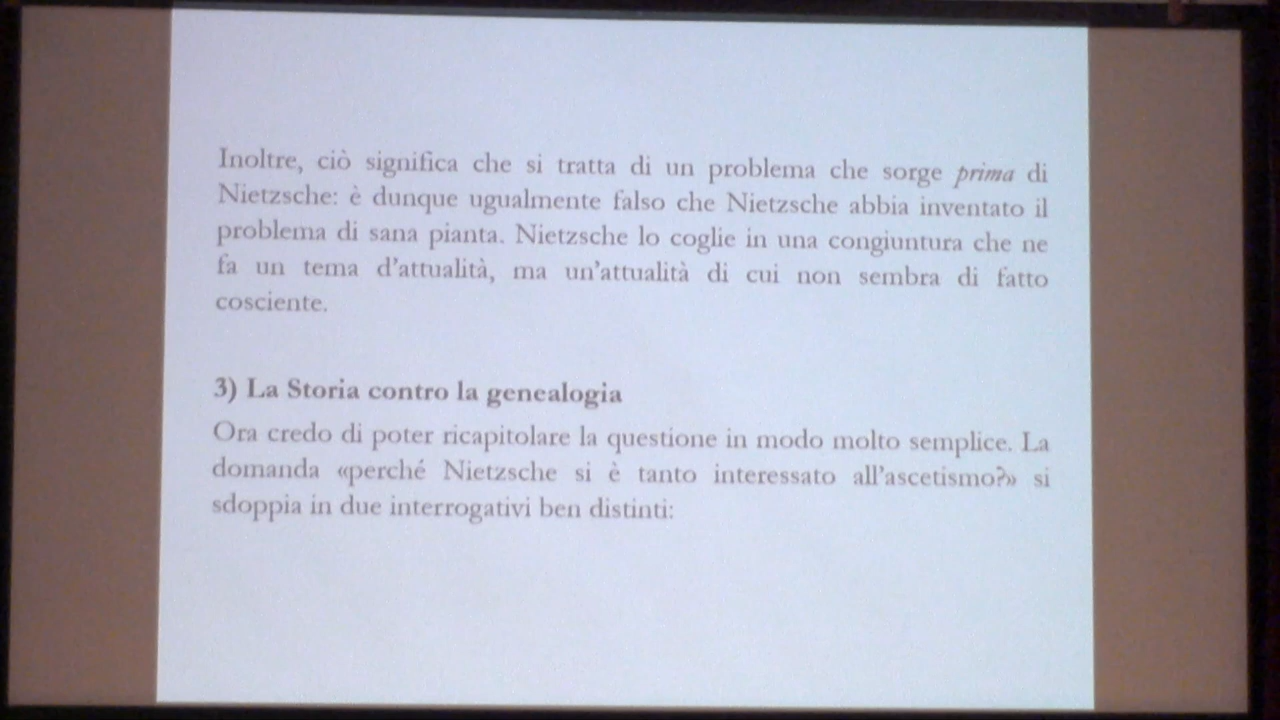 Inoltre, ciò significa che si tratta di un problema che sorge prima di
Nietzsche: è dunque ugualmente falso che Nietzsche abbia inventato il
problema di sana pianta. Nietzsche lo coglie in una congiuntura che ne
fa un tema d'attualità, ma un'attualità di cui non sembra di fatto
cosciente.
3) La Storia contro la genealogia
Ora credo di poter ricapitolare la questione in modo molto semplice. La
domanda «perché Nietzsche si è tanto interessato all'ascetismo?» si
sdoppia in due interrogativi ben distinti: